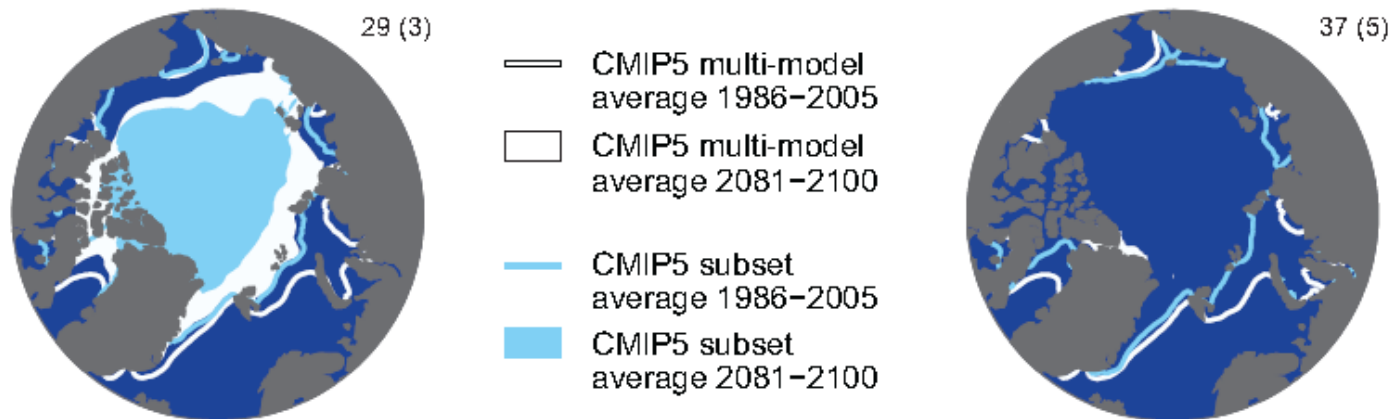 29 (3)
CMIP5 multi-model
average 1986−2005
CMIP5 multi-model
average 2081−2100
CMIP5 subset
average 1986−2005
CMIP5 subset
average 2081−2100
37 (5)